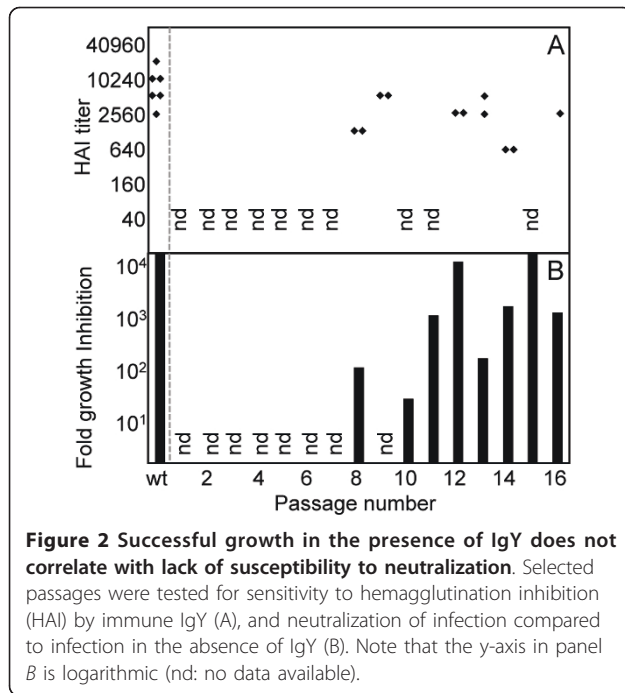 A
HAI titer
40960
10240
2560
640
160
40
nd nd nd nd nd nd nd nd nd nd
B
Fold growth Inhibition
10⁴
10³
10²
10¹
nd nd nd nd nd nd nd nd
wt 2 4 6 8 10 12 14 16
Passage number
Figure 2 Successful growth in the presence of IgY does not
correlate with lack of susceptibility to neutralization. Selected
passages were tested for sensitivity to hemagglutination inhibition
(HAI) by immune IgY (A), and neutralization of infection compared
to infection in the absence of IgY (B). Note that the y-axis in panel
B is logarithmic (nd: no data available).